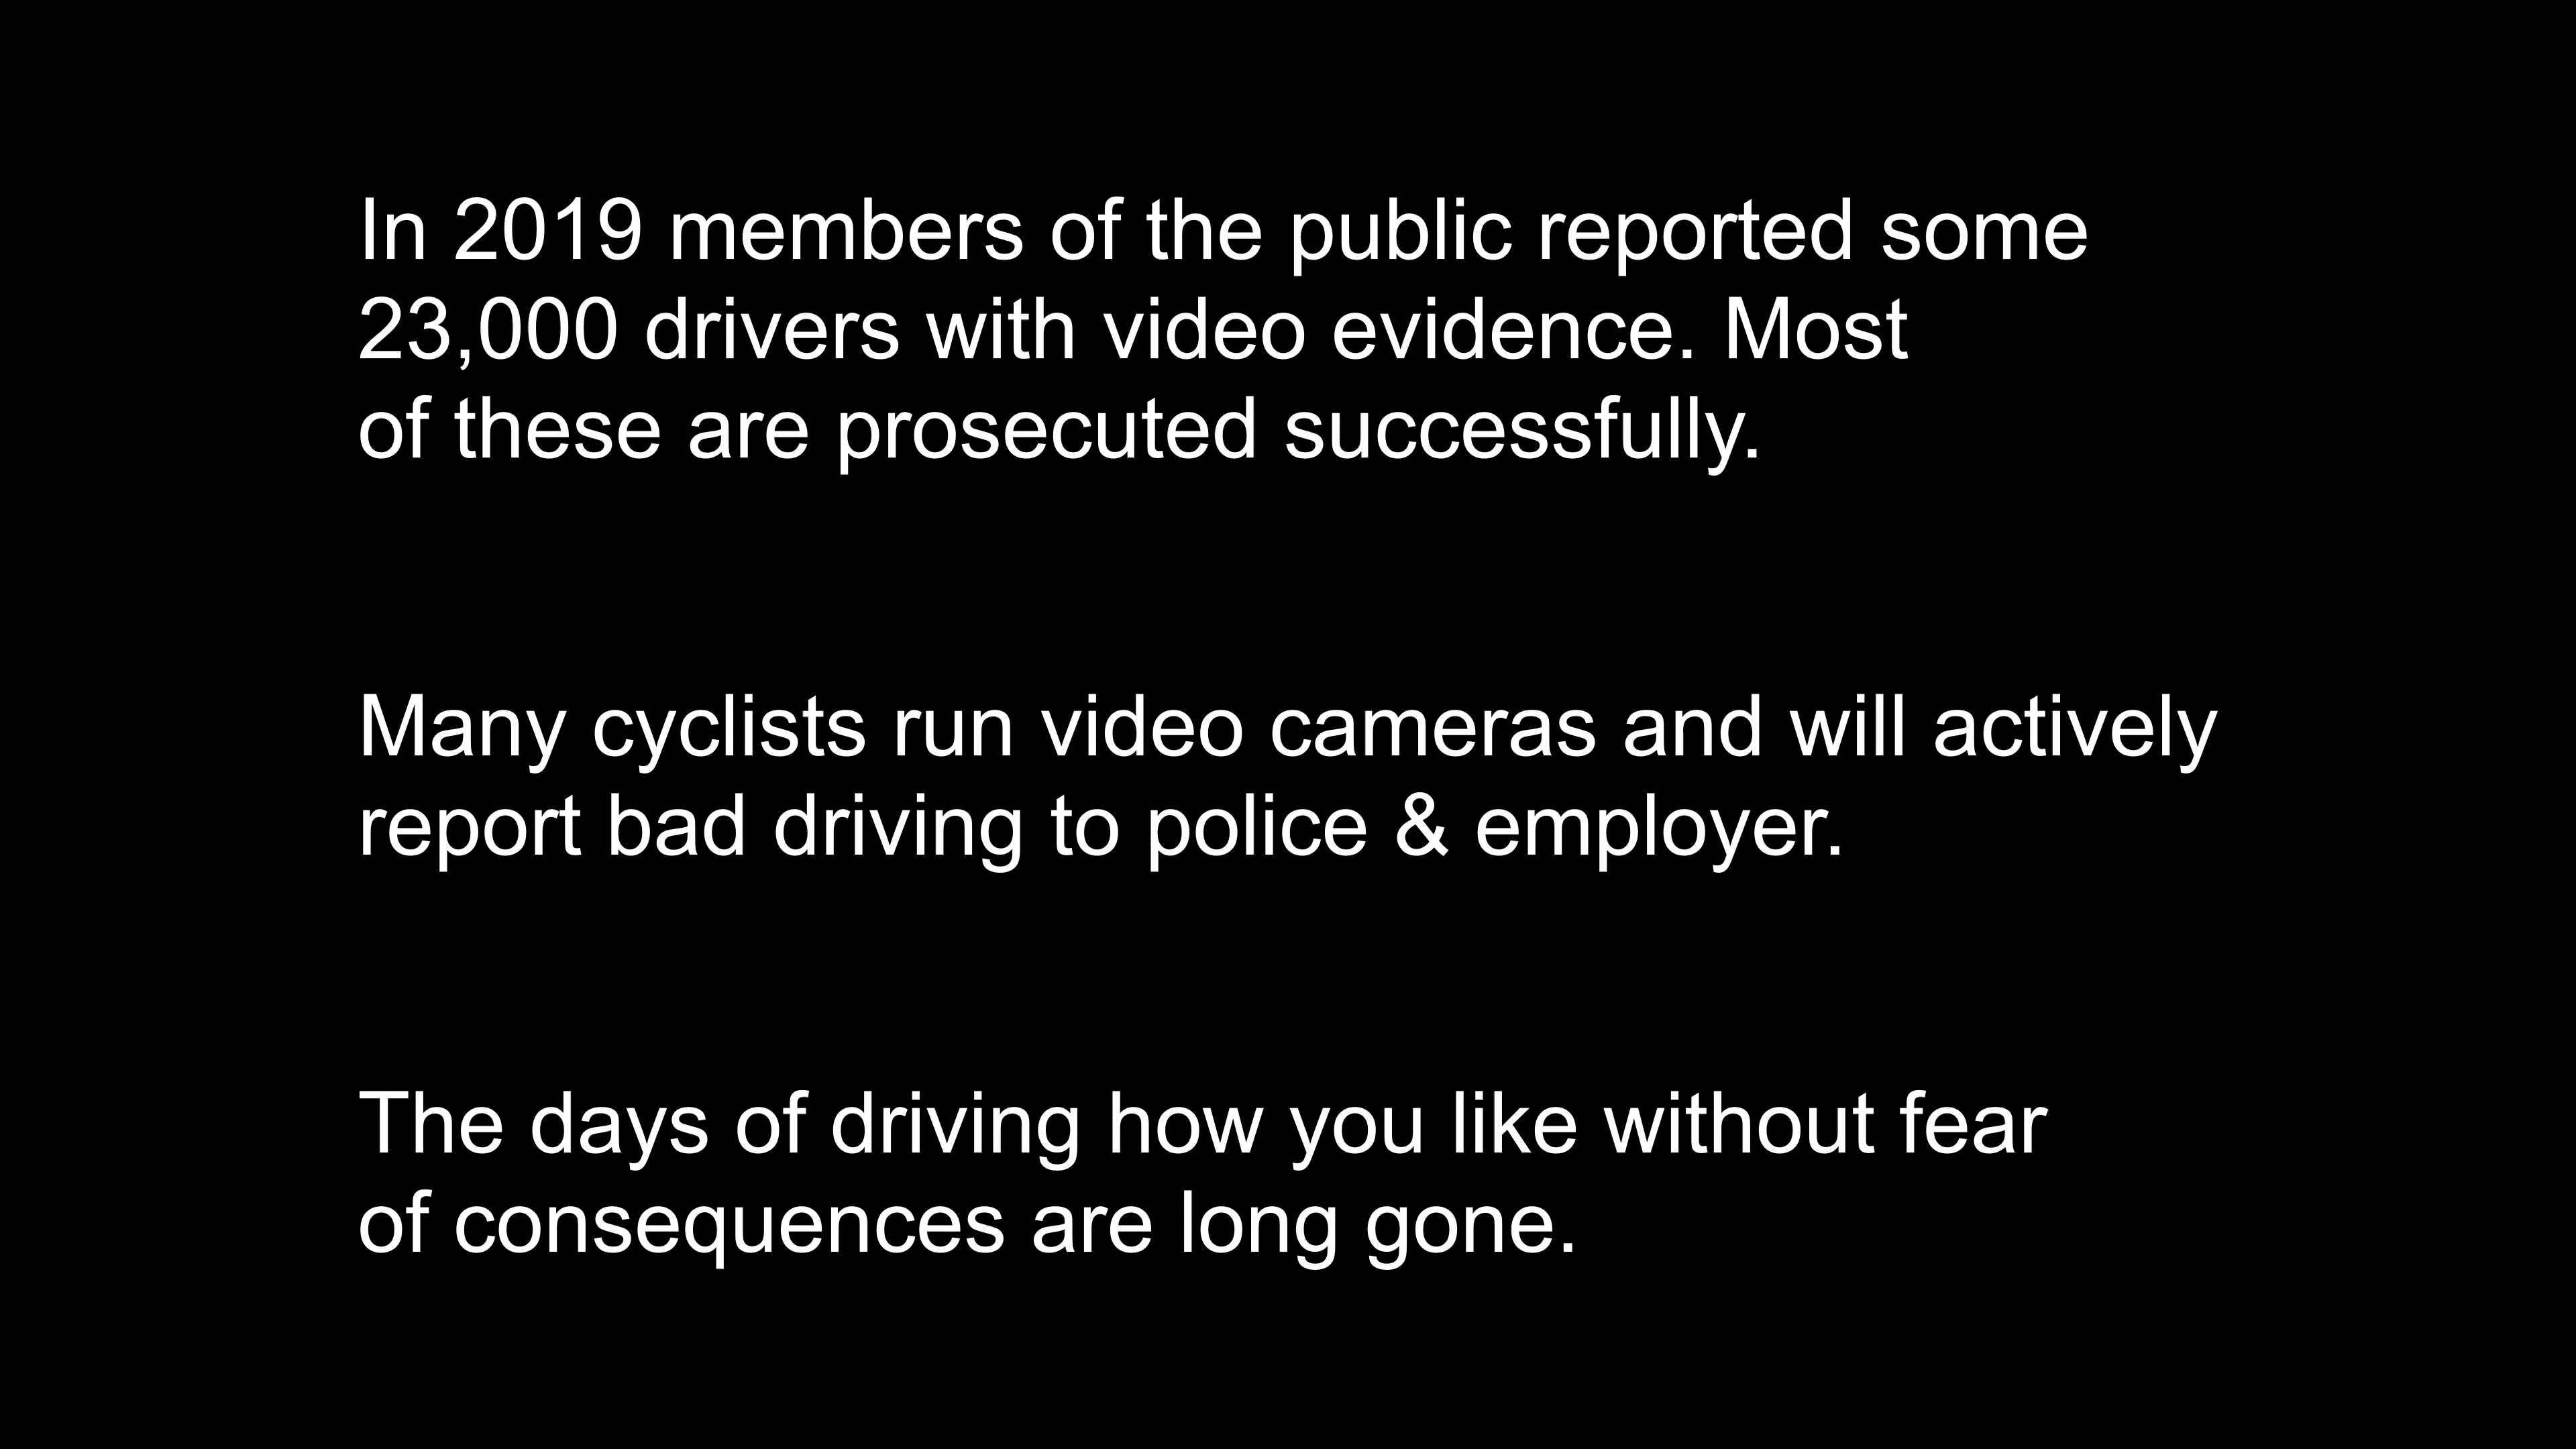 In 2019 members of the public reported some
23,000 drivers with video evidence. Most
of these are prosecuted successfully.
Many cyclists run video cameras and will actively
report bad driving to police & employer.
The days of driving how you like without fear
of consequences are long gone.